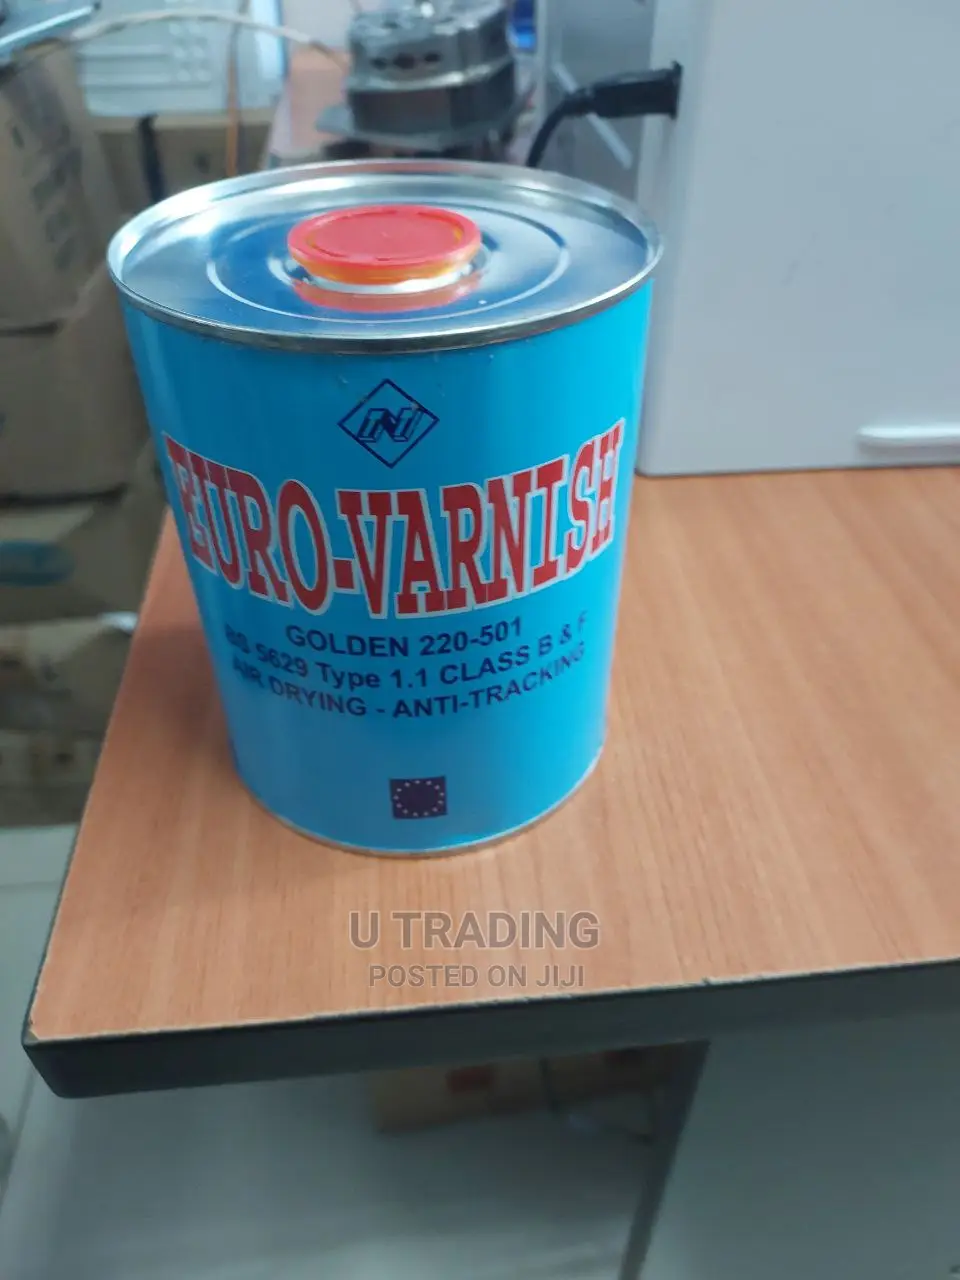 EURO-VARNISH
GOLDEN 220-501
BS 5629 Type 1.1 CLASS B & F
AIR DRYING - ANTI-TRACKING
U TRADING
POSTED ON JIJI